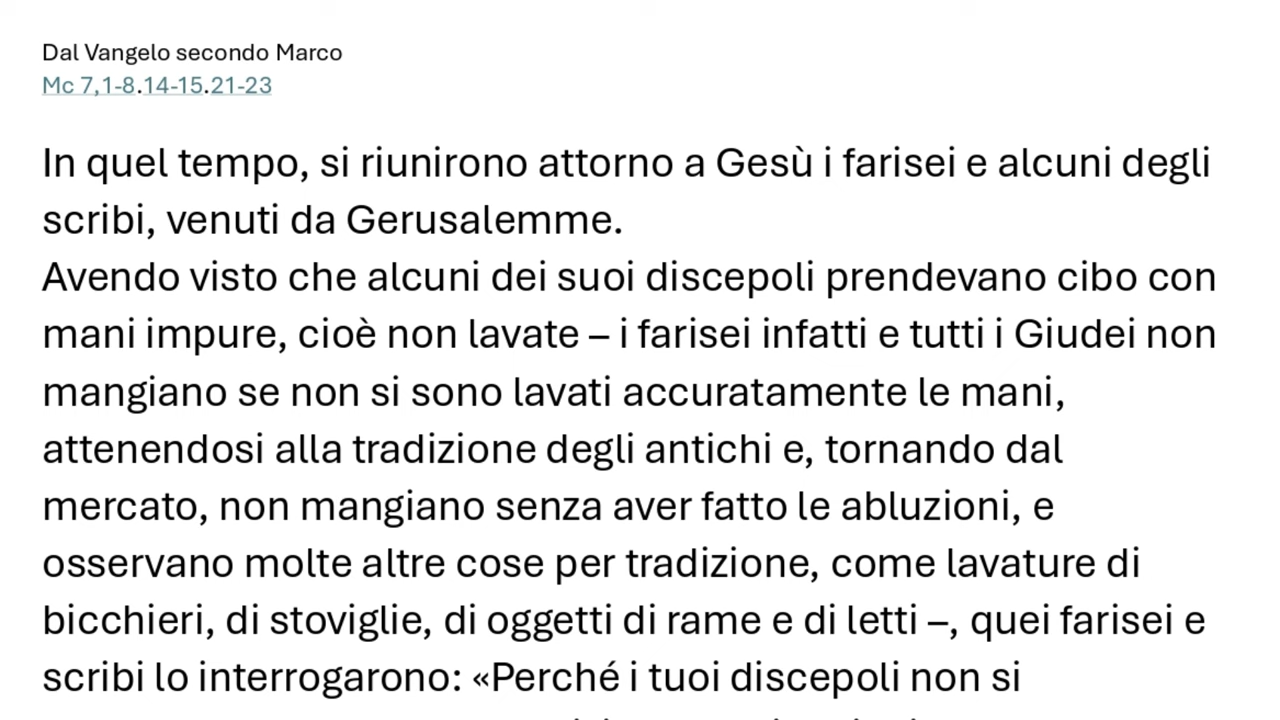 Dal Vangelo secondo Marco
Mc 7,1-8.14-15.21-23
In quel tempo, si riunirono attorno a Gesù i farisei e alcuni degli
scribi, venuti da Gerusalemme.
Avendo visto che alcuni dei suoi discepoli prendevano cibo con
mani impure, cioè non lavate – i farisei infatti e tutti i Giudei non
mangiano se non si sono lavati accuratamente le mani,
attenendosi alla tradizione degli antichi e, tornando dal
mercato, non mangiano senza aver fatto le abluzioni, e
osservano molte altre cose per tradizione, come lavature di
bicchieri, di stoviglie, di oggetti di rame e di letti –, quei farisei e
scribi lo interrogarono: «Perché i tuoi discepoli non si